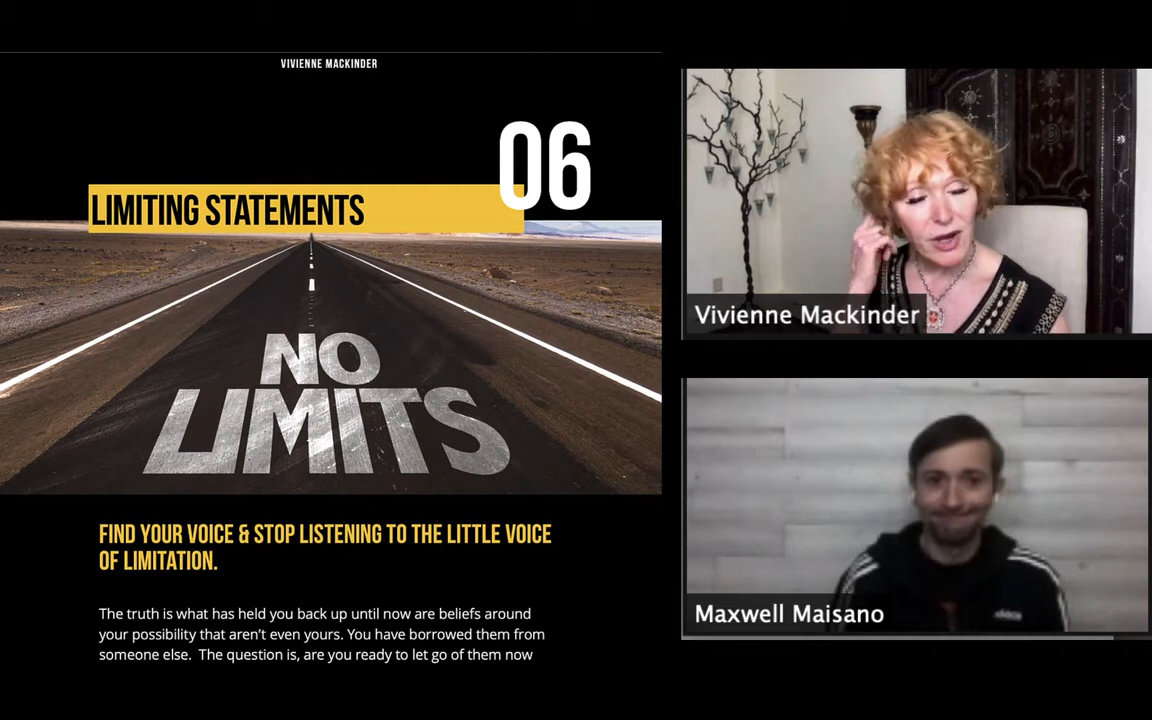 VIVIENNE MACKINDER
06
LIMITING STATEMENTS
NO
LIMITS
FIND YOUR VOICE & STOP LISTENING TO THE LITTLE VOICE
OF LIMITATION.
The truth is what has held you back up until now are beliefs around
your possibility that aren’t even yours. You have borrowed them from
someone else.  The question is, are you ready to let go of them now
Vivienne Mackinder
Maxwell Maisano
adidas